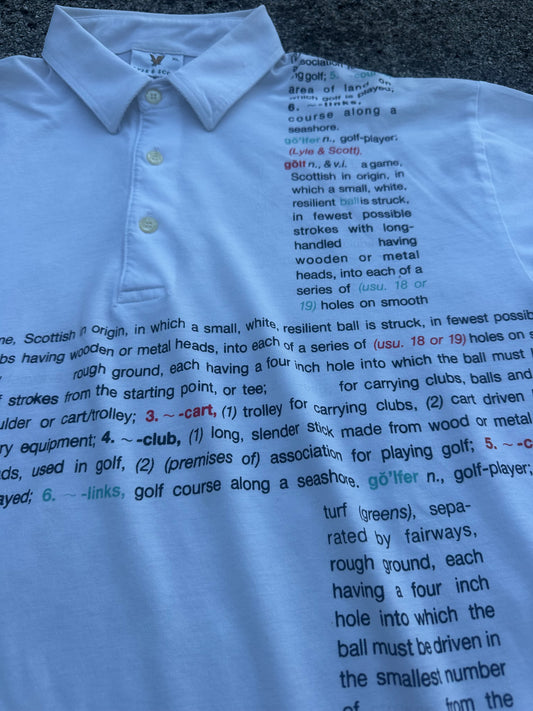 XL
LYLE & SCO
(association
ng golf; 5. -cou
area of land on
which golf is played;
6. ~ -links,
course along a
seashore.
gō'lfer n., golf-player;
(Lyle & Scott).
gŏlf n., & v.i. a game,
Scottish in origin, in
which a small, white,
resilient ball is struck,
in fewest possible
strokes with long-
handled having
wooden or metal
heads, into each of a
series of (usu. 18 or
19) holes on smooth
ne, Scottish in origin, in which a small, white, resilient ball is struck, in fewest possib
bs having wooden or metal heads, into each of a series of (usu. 18 or 19) holes on s
rough ground, each having a four inch hole into which the ball must
f strokes from the starting point, or tee; for carrying clubs, balls and
ulder or cart/trolley; 3. ~ -cart, (1) trolley for carrying clubs, (2) cart driven
ry equipment; 4. ~ -club, (1) long, slender stick made from wood or metal
ds, used in golf, (2) (premises of) association for playing golf; 5. ~ -c
ayed; 6. ~ -links, golf course along a seashore. gŏ'lfer n., golf-player;
turf (greens), sepa-
rated by fairways,
rough ground, each
having a four inch
hole into which the
ball must be driven in
the smallest number
of from the